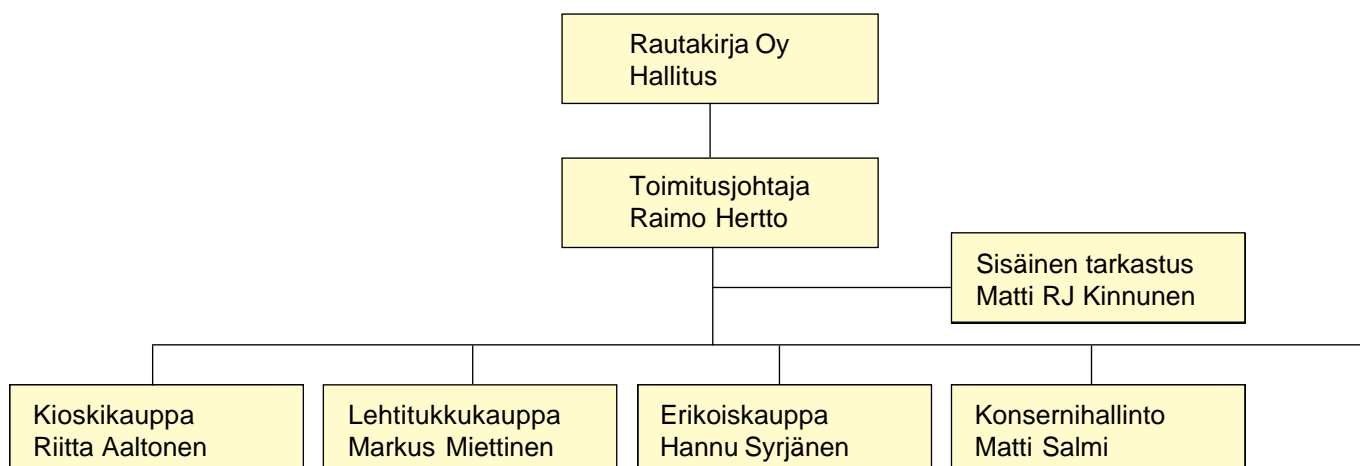 Rautakirja Oy
Hallitus
Toimitusjohtaja
Raimo Hertto
Sisäinen tarkastus
Matti RJ Kinnunen
Kioskikauppa
Riitta Aaltonen
Lehtitukkukauppa
Markus Miettinen
Erikoiskauppa
Hannu Syrjänen
Konsernihallinto
Matti Salmi